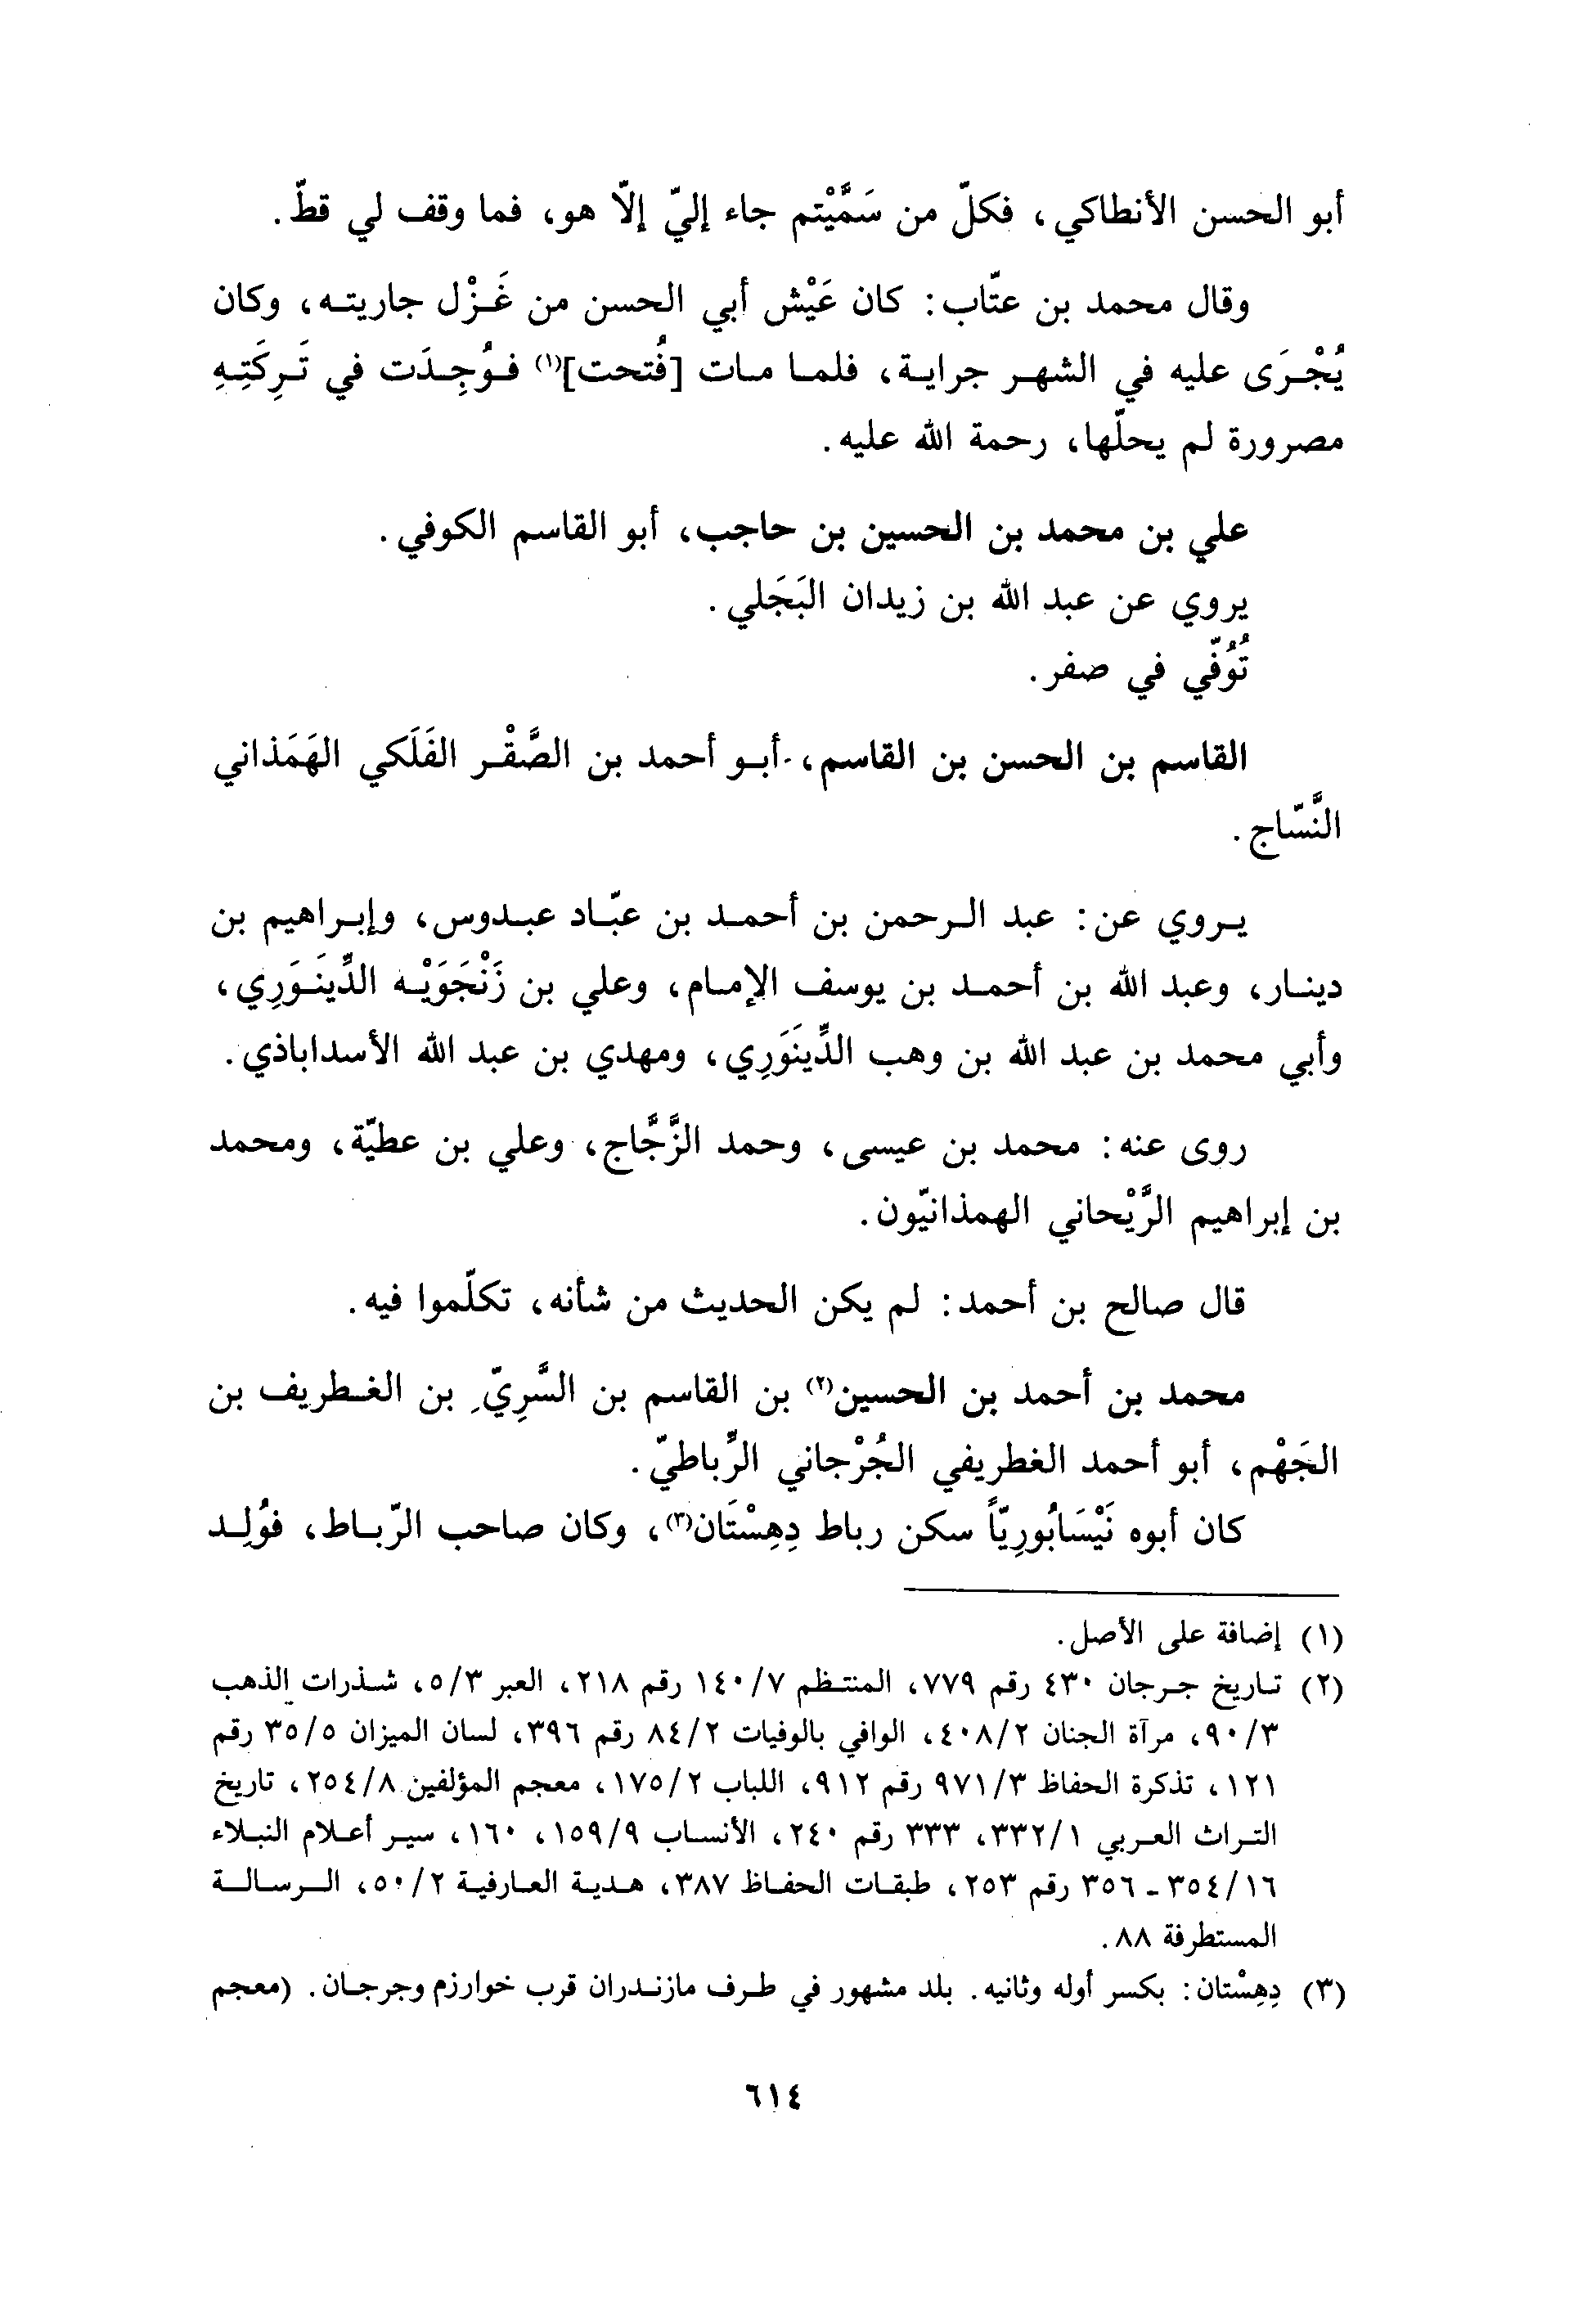 أبو الحسن الأنطاكي، فكلّ من سَمَّيْتم جاء إليّ إلّا هو، فما وقف لي قطّ.
وقال محمد بن عتّاب: كان عَيْش أبي الحسن من غَزْل جاريته، وكان
يُجْرَى عليه في الشهر جراية، فلما مات [فُتحت](١) فوُجِدَت في تَرِكَتِهِ
مصرورة لم يحلّها، رحمة الله عليه.
علي بن محمد بن الحسين بن حاجب، أبو القاسم الكوفي.
يروي عن عبد الله بن زيدان البَجَلي.
تُوُفّي في صفر.
القاسم بن الحسن بن القاسم، أبو أحمد بن الصَّقْر الفَلَكي الهَمَذاني
النَّسّاج.
يروي عن: عبد الرحمن بن أحمد بن عبّاد عبدوس، وإبراهيم بن
دينار، وعبد الله بن أحمد بن يوسف الإمام، وعلي بن زَنْجَوَيْه الدِّينَوَرِي،
وأبي محمد بن عبد الله بن وهب الدِّينَوَرِي، ومهدي بن عبد الله الأسداباذي.
روى عنه: محمد بن عيسى، وحمد الزَّجَّاج، وعلي بن عطيّة، ومحمد
بن إبراهيم الرَّيْحاني الهمذانيّون.
قال صالح بن أحمد: لم يكن الحديث من شأنه، تكلّموا فيه.
محمد بن أحمد بن الحسين(٢) بن القاسم بن السَّرِيّ بن الغطريف بن
الجَهْم، أبو أحمد الغطريفي الجُرْجاني الرِّباطيّ.
كان أبوه نَيْسَابُورِيّاً سكن رباط دِهِسْتَان(٣)، وكان صاحب الرّباط، فوُلِد
(١) إضافة على الأصل.
(٢) تاريخ جرجان ٤٣٠ رقم ٧٧٩، المنتظم ١٤٠/٧ رقم ٢١٨، العبر ٥/٣، شذرات الذهب
٩٠/٣، مرآة الجنان ٤٠٨/٢، الوافي بالوفيات ٨٤/٢ رقم ٣٩٦، لسان الميزان ٣٥/٥ رقم
١٢١، تذكرة الحفاظ ٩٧١/٣ رقم ٩١٢، اللباب ١٧٥/٢، معجم المؤلفين ٢٥٤/٨، تاريخ
التراث العربي ٣٣٢/١، ٣٣٣ رقم ٢٤٠، الأنساب ١٥٩/٩، ١٦٠، سير أعلام النبلاء
٣٥٤/١٦ - ٣٥٦ رقم ٢٥٣، طبقات الحفاظ ٣٨٧، هدية العارفية ٥٠/٢، الرسالة
المستطرفة ٨٨.
(٣) دِهِسْتان: بكسر أوله وثانيه. بلد مشهور في طرف مازندران قرب خوارزم وجرجان. (معجم
٦١٤